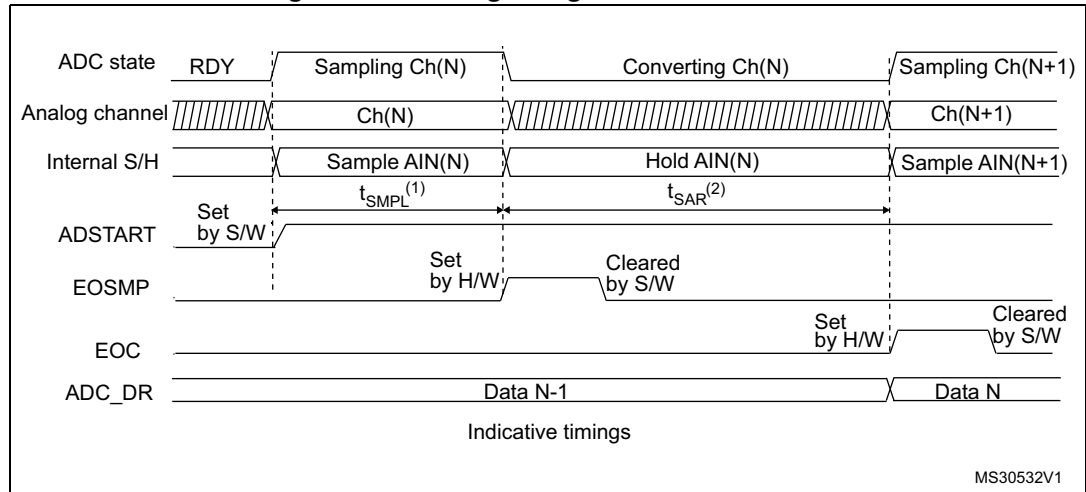 ADC state RDY Sampling Ch(N) Converting Ch(N) Sampling Ch(N+1)
Analog channel Ch(N) Ch(N+1)
Internal S/H Sample AIN(N) Hold AIN(N) Sample AIN(N+1)
tSMPL(1) tSAR(2)
Set
by S/W
ADSTART
Set
by H/W
Cleared
by S/W
EOSMP
Set
by H/W
Cleared
by S/W
EOC
ADC_DR Data N-1 Data N
Indicative timings
MS30532V1